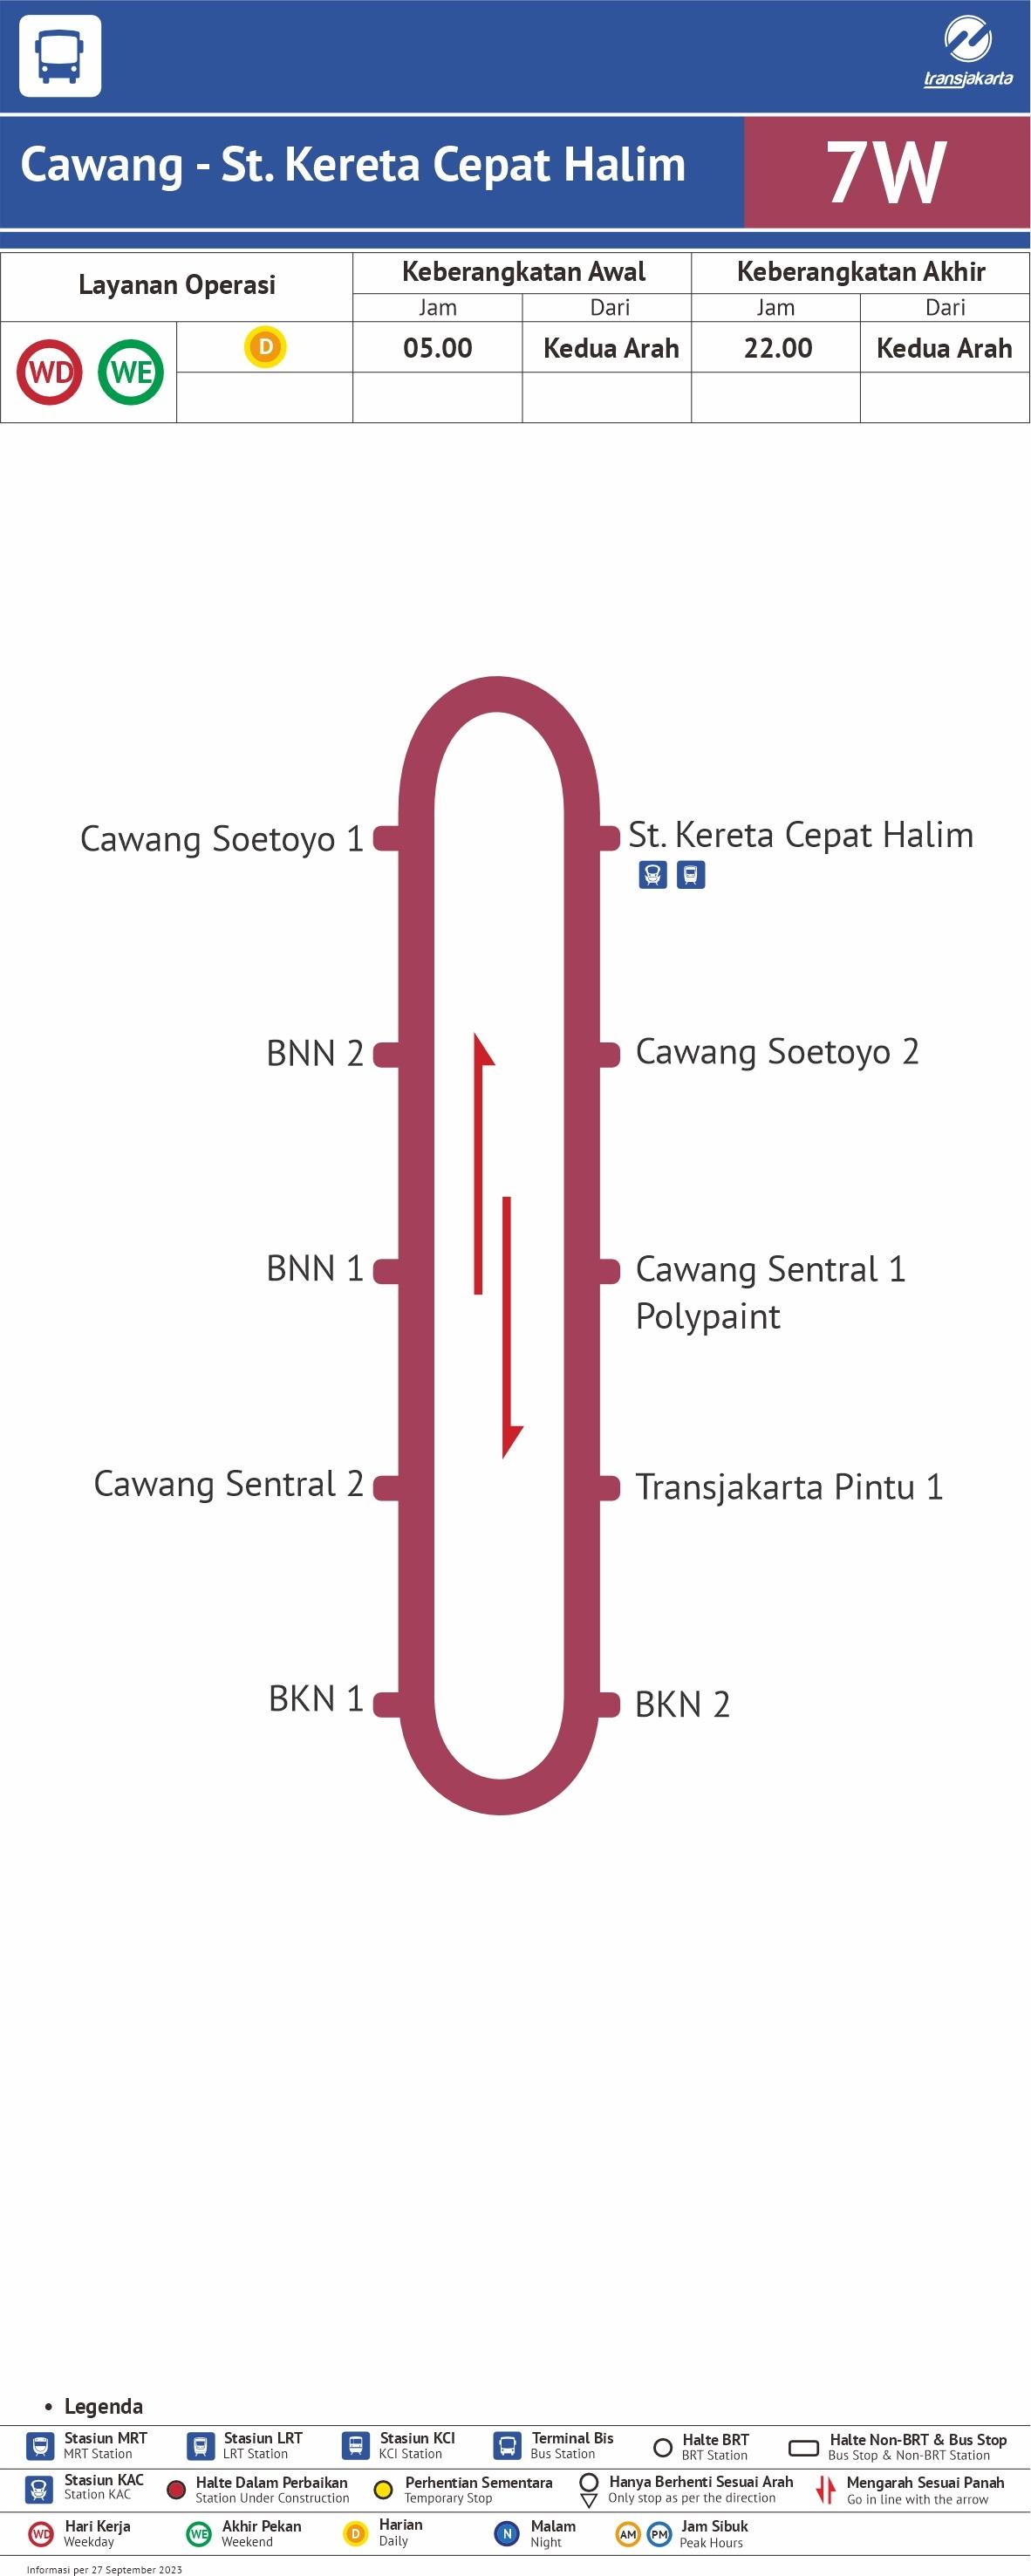 transjakarta
Cawang - St. Kereta Cepat Halim
7W
Layanan Operasi
Keberangkatan Awal
Keberangkatan Akhir
Jam
Dari
Jam
Dari
WD
WE
D
05.00
Kedua Arah
22.00
Kedua Arah
Cawang Soetoyo 1
St. Kereta Cepat Halim
BNN 2
Cawang Soetoyo 2
BNN 1
Cawang Sentral 1
Polypaint
Cawang Sentral 2
Transjakarta Pintu 1
BKN 1
BKN 2
• Legenda
Stasiun MRT
MRT Station
Stasiun LRT
LRT Station
Stasiun KCI
KCI Station
Terminal Bis
Bus Station
Halte BRT
BRT Station
Halte Non-BRT & Bus Stop
Bus Stop & Non-BRT Station
Stasiun KAC
Station KAC
Halte Dalam Perbaikan
Station Under Construction
Perhentian Sementara
Temporary Stop
Hanya Berhenti Sesuai Arah
Only stop as per the direction
Mengarah Sesuai Panah
Go in line with the arrow
WD
Hari Kerja
Weekday
WE
Akhir Pekan
Weekend
D
Harian
Daily
N
Malam
Night
AM
PM
Jam Sibuk
Peak Hours
Informasi per 27 September 2023